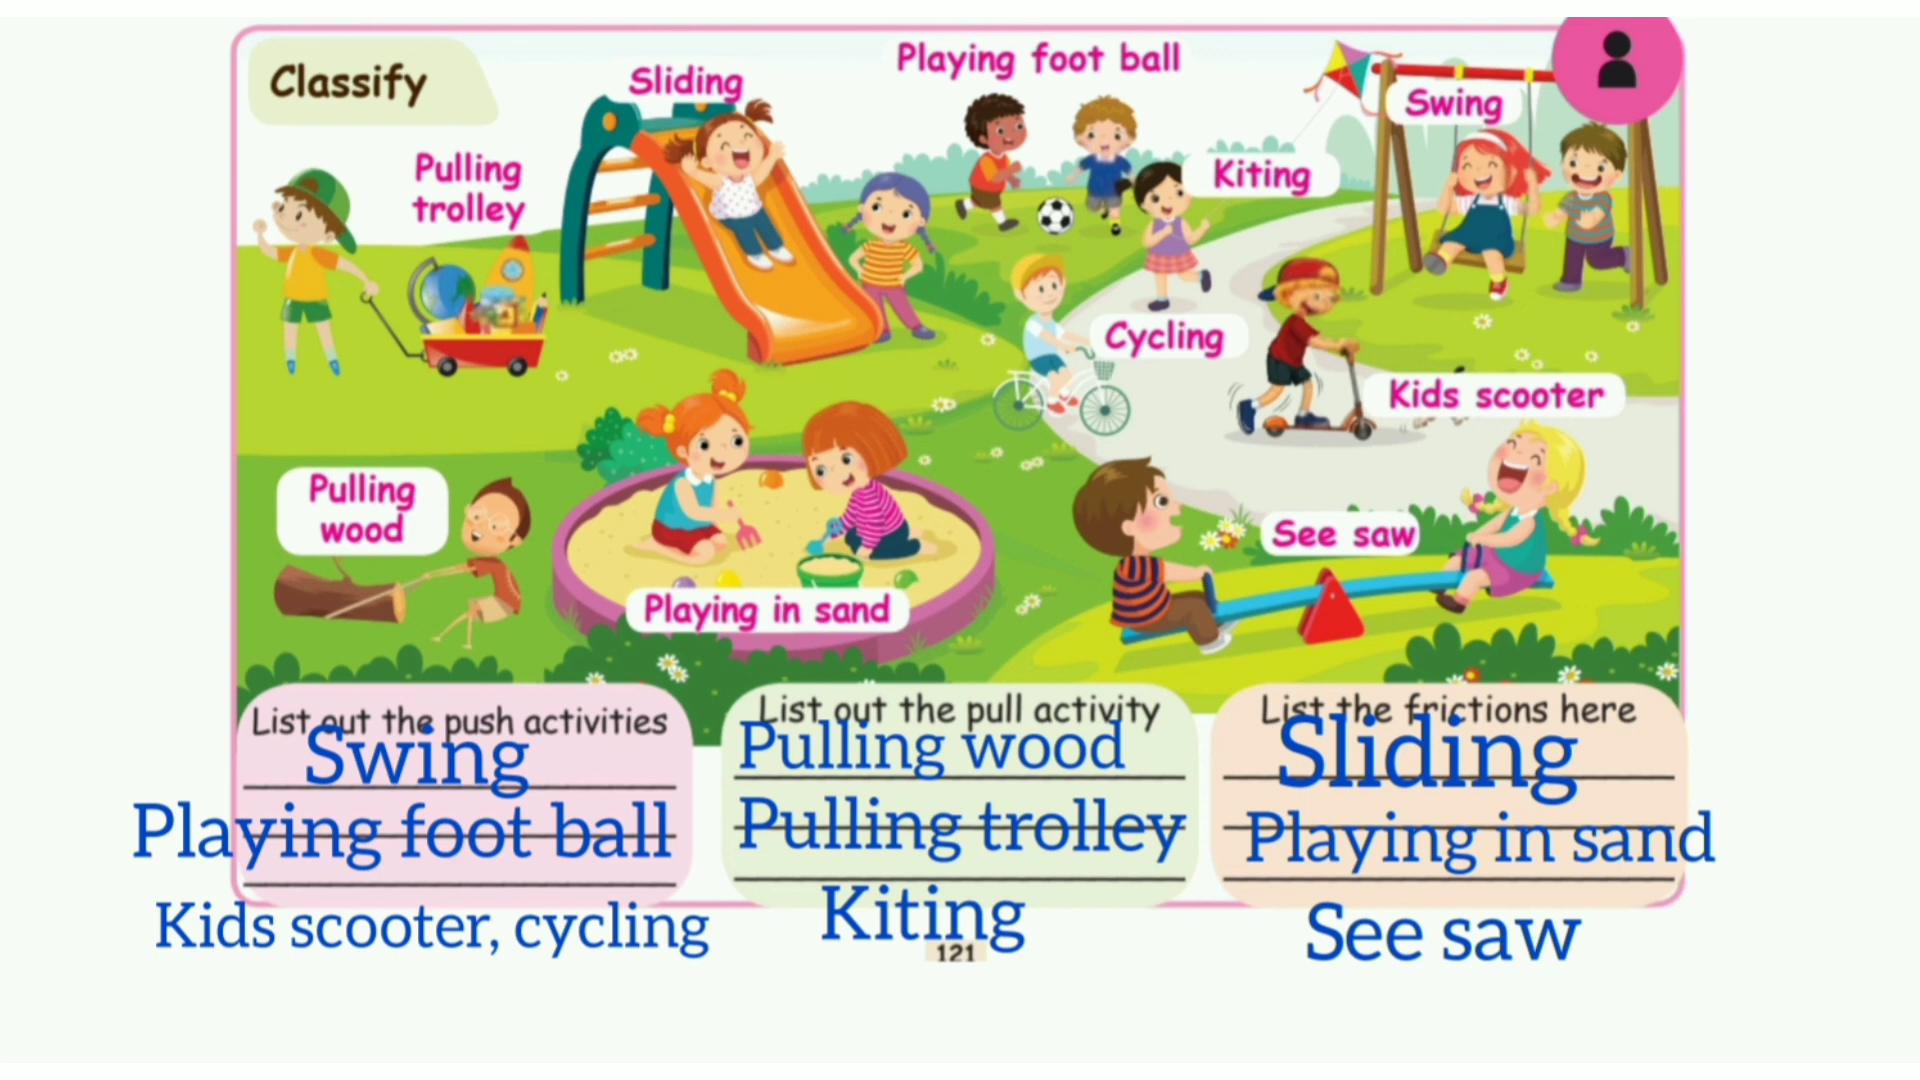 Classify
Sliding
Playing foot ball
Swing
Pulling
trolley
Kiting
Cycling
Kids scooter
Pulling
wood
See saw
Playing in sand
List out the push activities
Swing
Playing foot ball
Kids scooter, cycling
List out the pull activity
Pulling wood
Pulling trolley
Kiting
List the frictions here
Sliding
Playing in sand
See saw
121